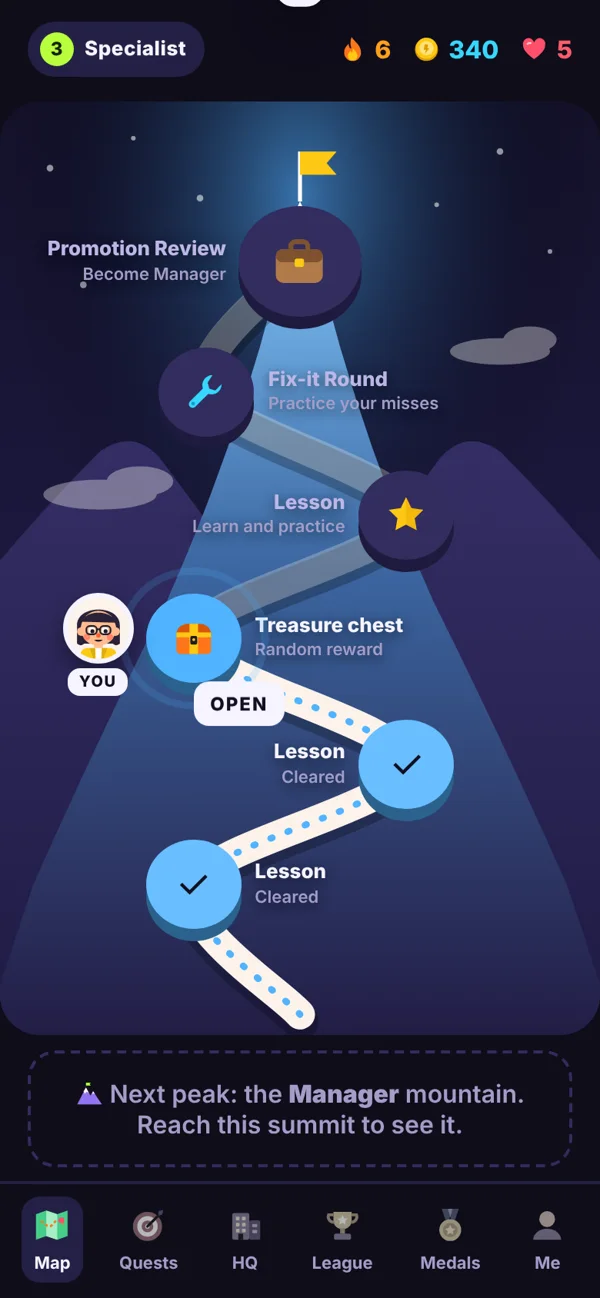 3 Specialist 6 340 5
Promotion Review
Become Manager
Fix-it Round
Practice your misses
Lesson
Learn and practice
Treasure chest
Random reward
YOU
OPEN
Lesson
Cleared
Lesson
Cleared
Next peak: the Manager mountain.
Reach this summit to see it.
Map Quests HQ League Medals Me